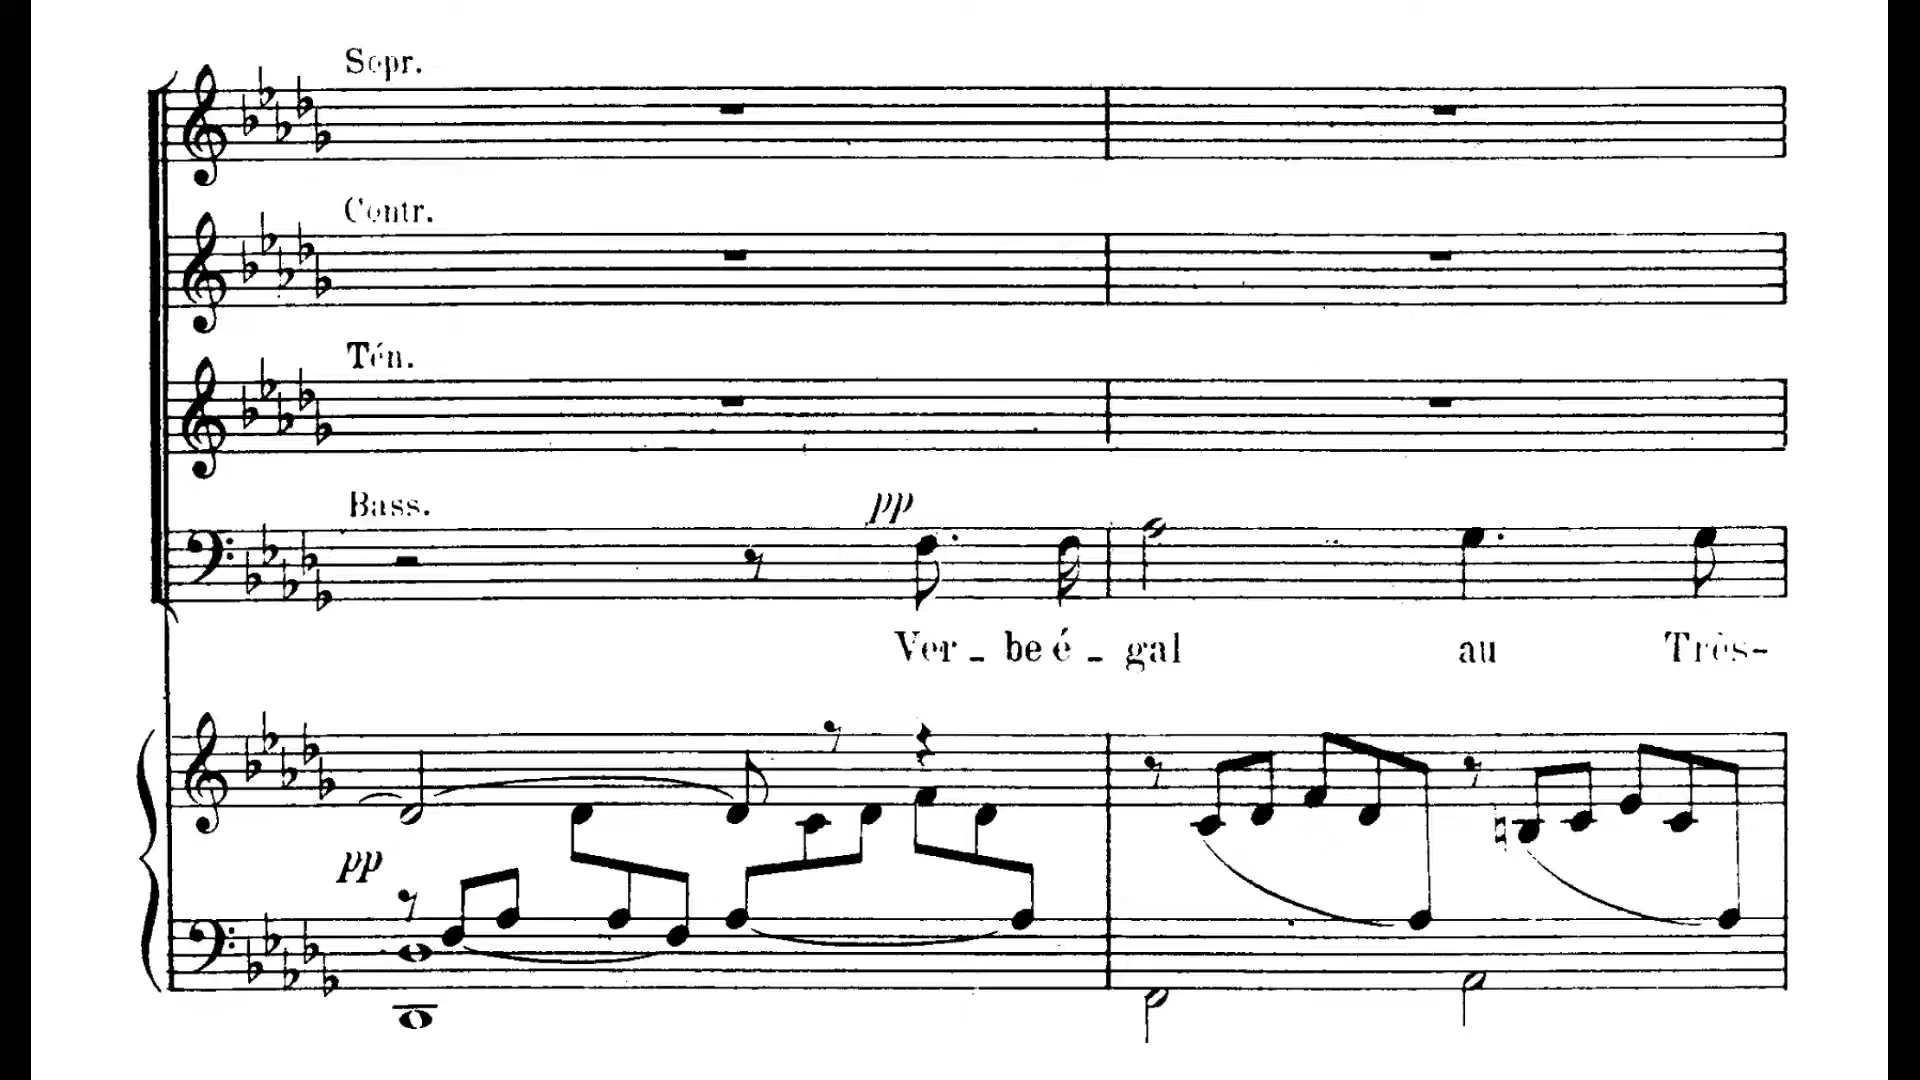 Sopr.
Contr.
Tén.
Bass.
pp
Ver - be é - gal au Très-
pp